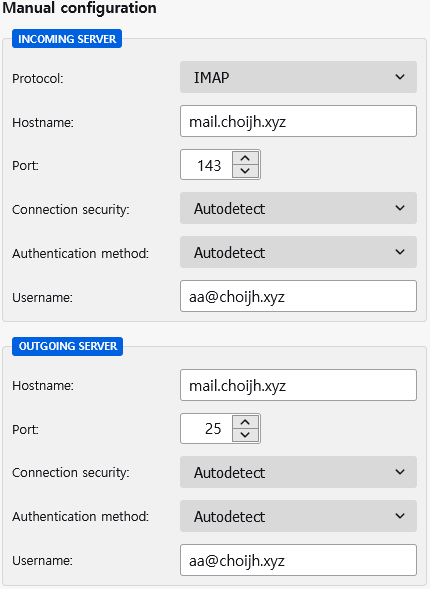 Manual configuration
INCOMING SERVER
Protocol: IMAP
Hostname: mail.choijh.xyz
Port: 143
Connection security: Autodetect
Authentication method: Autodetect
Username: aa@choijh.xyz
OUTGOING SERVER
Hostname: mail.choijh.xyz
Port: 25
Connection security: Autodetect
Authentication method: Autodetect
Username: aa@choijh.xyz